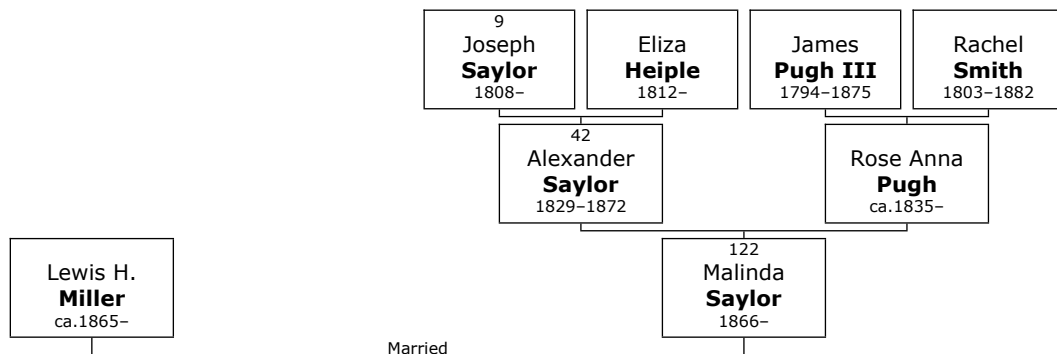 9
Joseph
Saylor
1808–
Eliza
Heiple
1812–
James
Pugh III
1794–1875
Rachel
Smith
1803–1882
42
Alexander
Saylor
1829–1872
Rose Anna
Pugh
ca.1835–
Lewis H.
Miller
ca.1865–
122
Malinda
Saylor
1866–
Married